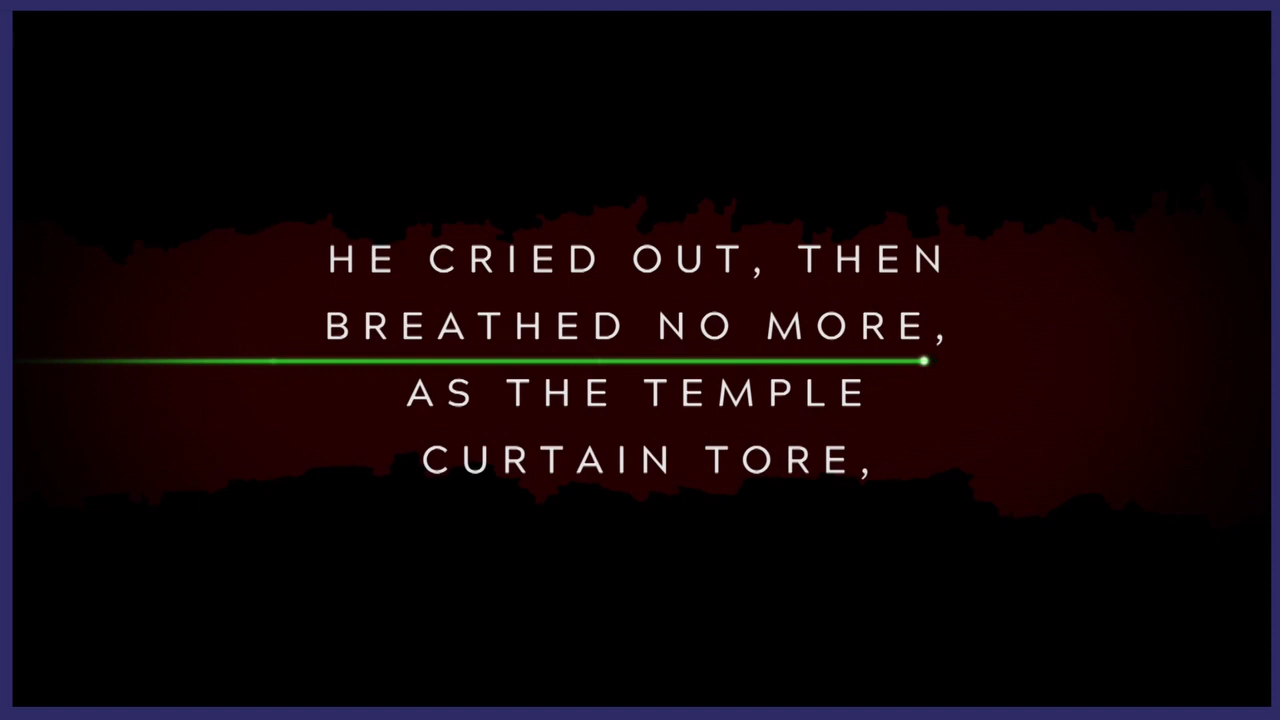 HE CRIED OUT, THEN
BREATHED NO MORE,
AS THE TEMPLE
CURTAIN TORE,